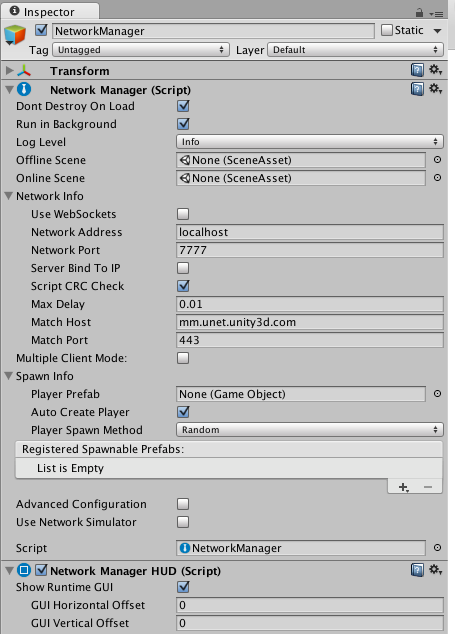 Inspector
NetworkManager Static
Tag Untagged Layer Default
Transform
Network Manager (Script)
Dont Destroy On Load
Run in Background
Log Level Info
Offline Scene None (SceneAsset)
Online Scene None (SceneAsset)
Network Info
Use WebSockets
Network Address localhost
Network Port 7777
Server Bind To IP
Script CRC Check
Max Delay 0.01
Match Host mm.unet.unity3d.com
Match Port 443
Multiple Client Mode:
Spawn Info
Player Prefab None (Game Object)
Auto Create Player
Player Spawn Method Random
Registered Spawnable Prefabs:
List is Empty
Advanced Configuration
Use Network Simulator
Script NetworkManager
Network Manager HUD (Script)
Show Runtime GUI
GUI Horizontal Offset 0
GUI Vertical Offset 0